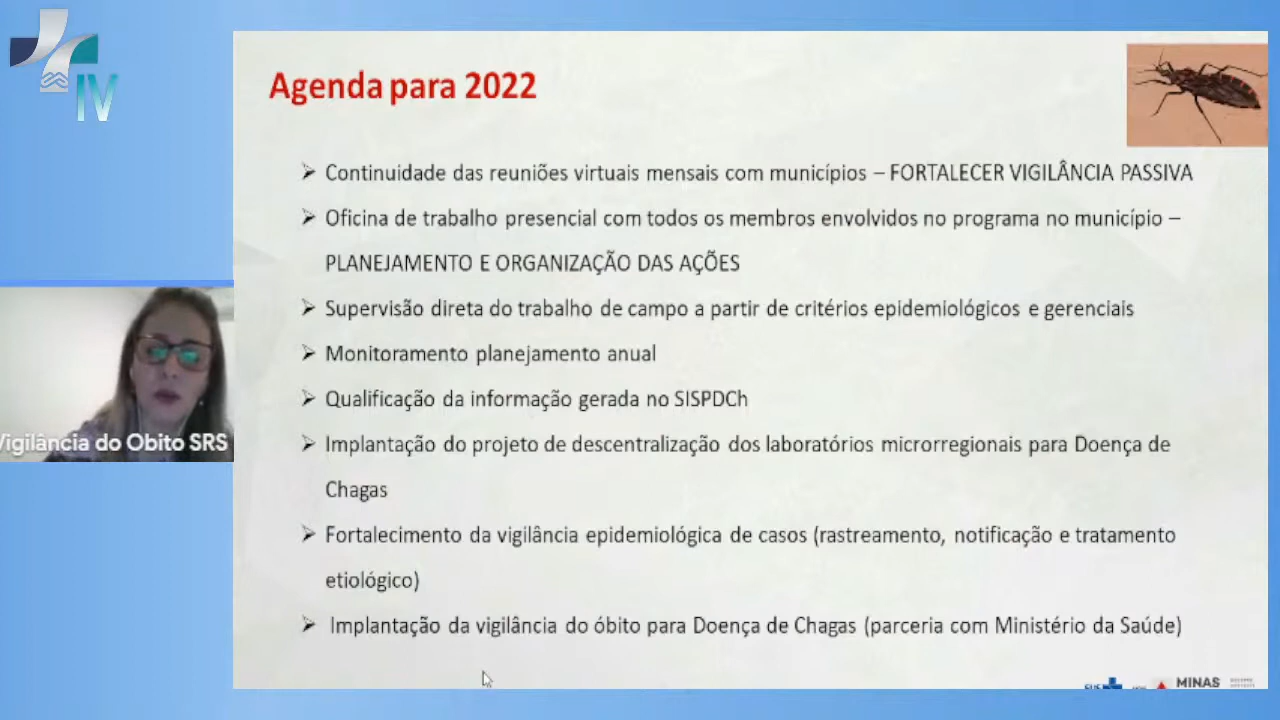 IV
Agenda para 2022
➢ Continuidade das reuniões virtuais mensais com municípios – FORTALECER VIGILÂNCIA PASSIVA
➢ Oficina de trabalho presencial com todos os membros envolvidos no programa no município –
PLANEJAMENTO E ORGANIZAÇÃO DAS AÇÕES
➢ Supervisão direta do trabalho de campo a partir de critérios epidemiológicos e gerenciais
➢ Monitoramento planejamento anual
➢ Qualificação da informação gerada no SISPDCh
➢ Implantação do projeto de descentralização dos laboratórios microrregionais para Doença de
Chagas
➢ Fortalecimento da vigilância epidemiológica de casos (rastreamento, notificação e tratamento
etiológico)
➢ Implantação da vigilância do óbito para Doença de Chagas (parceria com Ministério da Saúde)
Vigilância do Obito SRS
SUS
MINAS